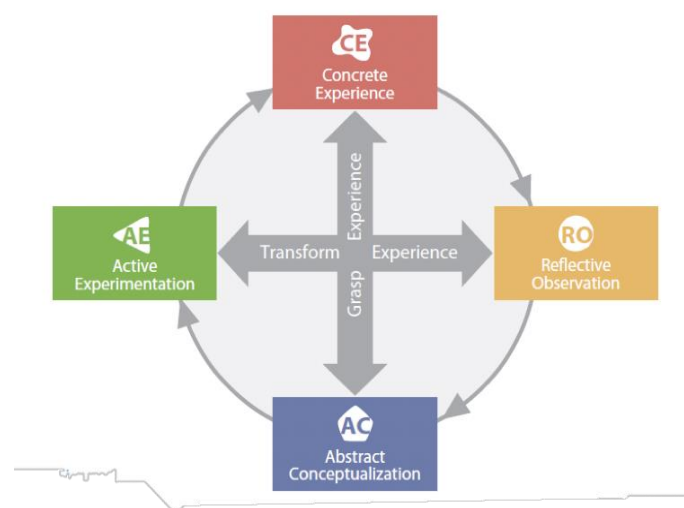 CE
Concrete
Experience
AE
Active
Experimentation
Grasp Experience
Transform Experience
RO
Reflective
Observation
AC
Abstract
Conceptualization